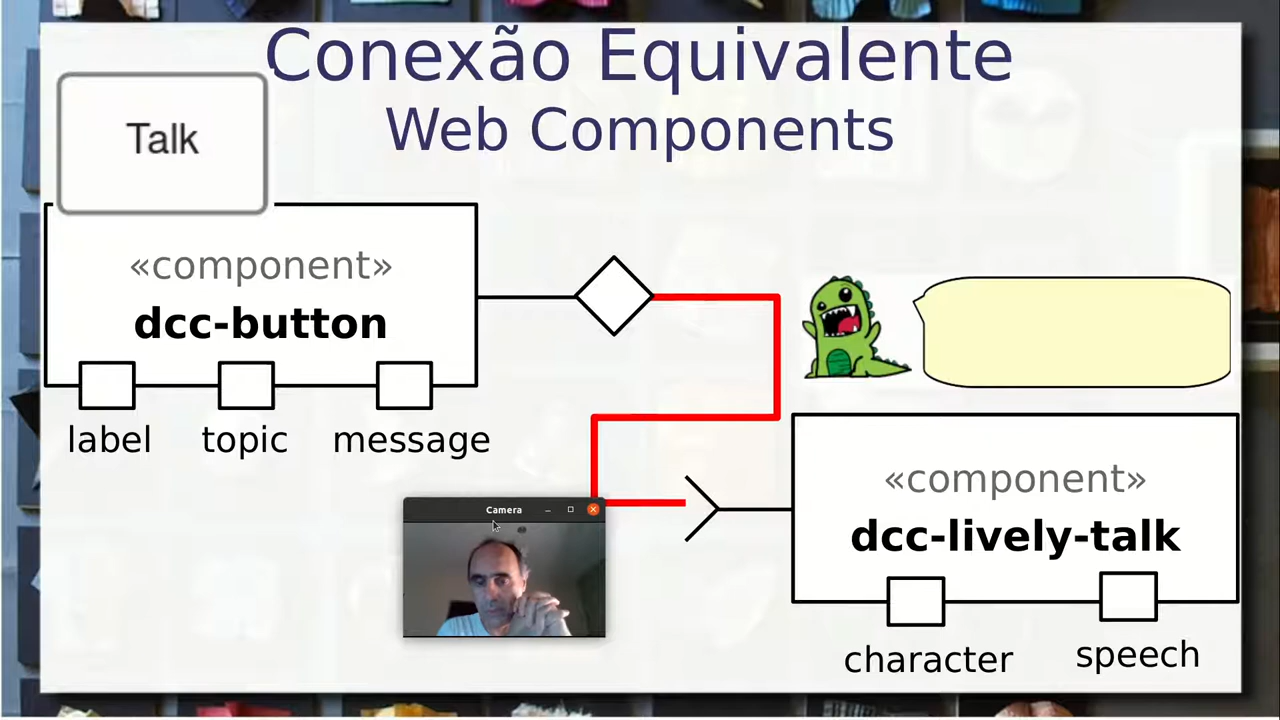 Conexão Equivalente
Web Components
Talk
«component»
dcc-button
label topic message
Camera
«component»
dcc-lively-talk
character speech